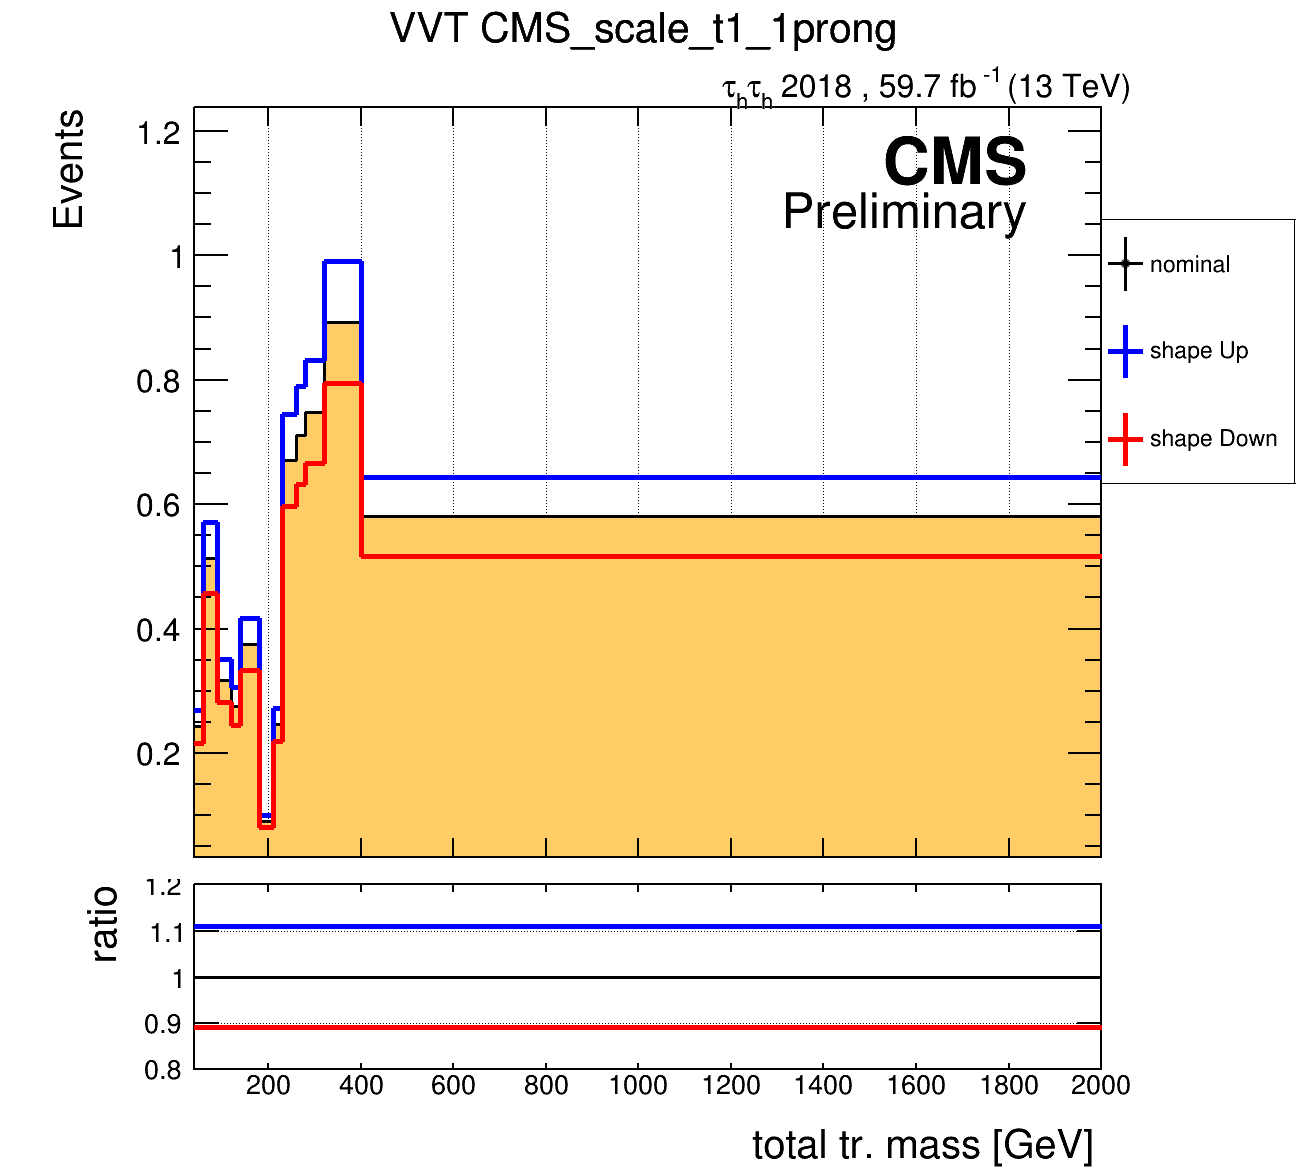 VVT CMS_scale_t1_1prong
τhτh 2018 , 59.7 fb-1 (13 TeV)
Events
CMS
Preliminary
1.2
1
0.8
0.6
0.4
0.2
nominal
shape Up
shape Down
ratio
1.2
1.1
1
0.9
0.8
200 400 600 800 1000 1200 1400 1600 1800 2000
total tr. mass [GeV]